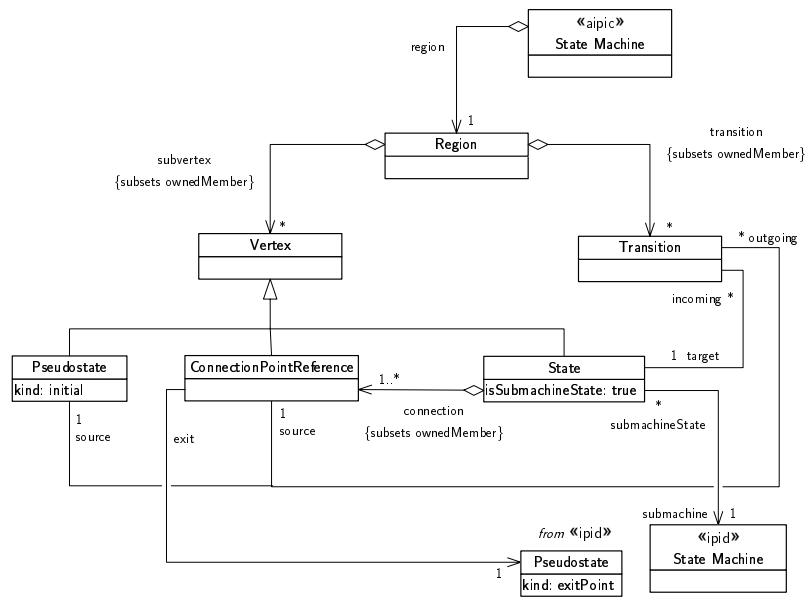 «aipic»
State Machine
region
1
Region
transition
{subsets ownedMember}
subvertex
{subsets ownedMember}
*
*
Vertex
Transition
* outgoing
incoming *
1 target
Pseudostate
kind: initial
ConnectionPointReference
1..*
State
isSubmachineState: true
connection
{subsets ownedMember}
*
submachineState
1
source
exit
1
source
submachine 1
from «ipid»
«ipid»
State Machine
1
Pseudostate
kind: exitPoint